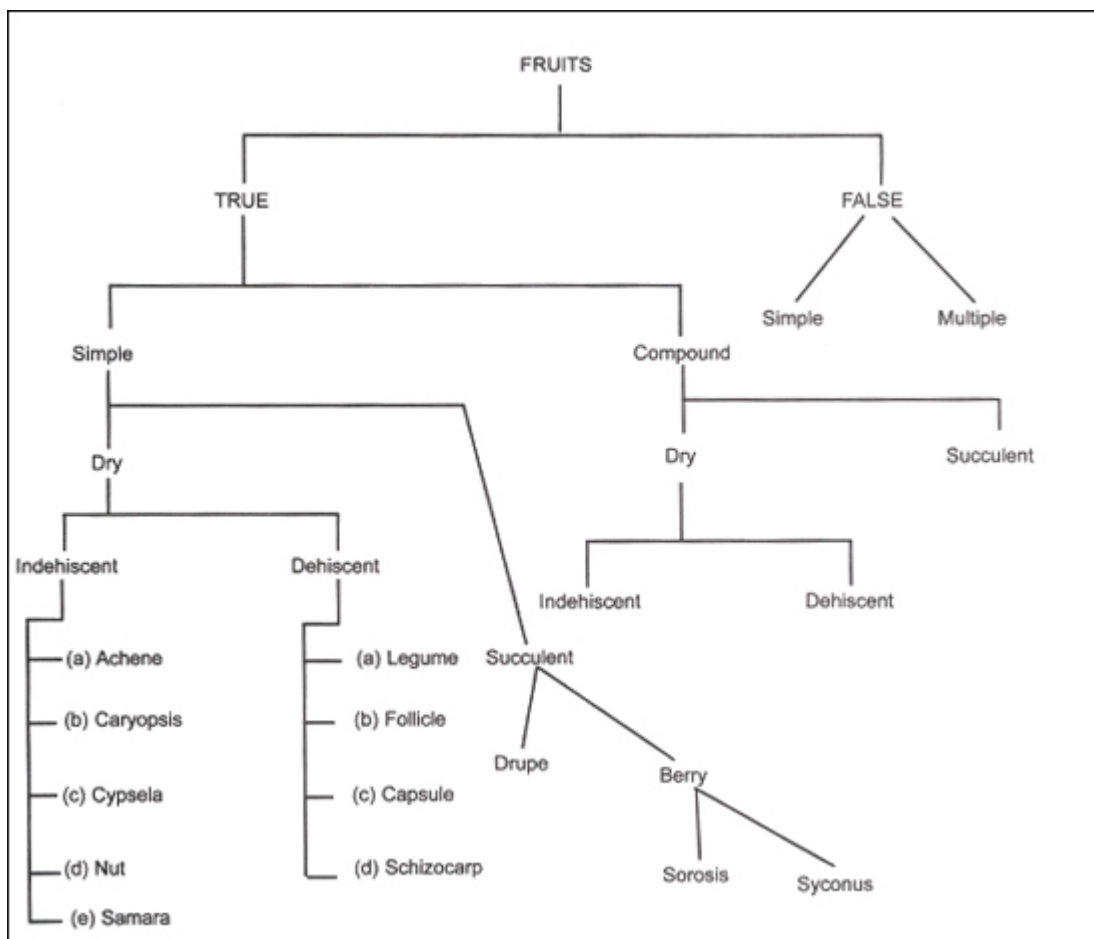 FRUITS
TRUE
FALSE
Simple
Multiple
Simple
Compound
Dry
Dry
Succulent
Indehiscent
Dehiscent
Indehiscent
Dehiscent
(a) Achene
(a) Legume
Succulent
(b) Caryopsis
(b) Follicle
Drupe
Berry
(c) Cypsela
(c) Capsule
(d) Nut
(d) Schizocarp
Sorosis
Syconus
(e) Samara